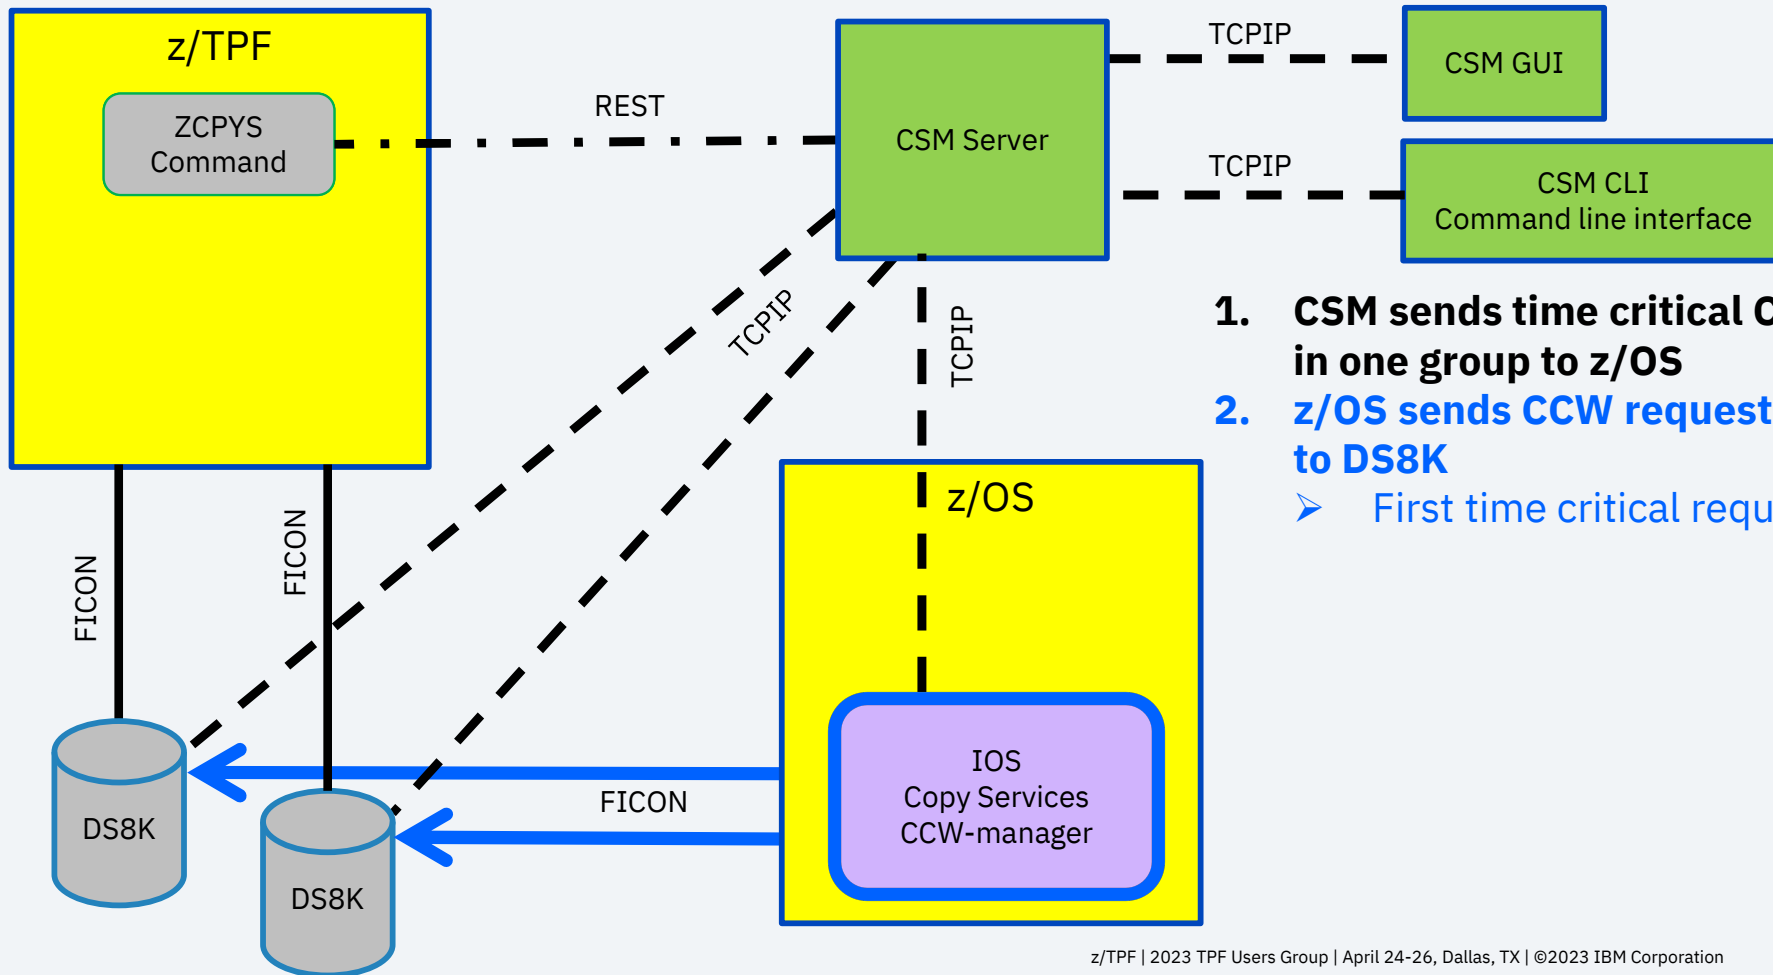 z/TPF
ZCPYS
Command
REST
CSM Server
TCPIP
CSM GUI
TCPIP
CSM CLI
Command line interface
TCPIP
TCPIP
1. CSM sends time critical
in one group to z/OS
2. z/OS sends CCW request
to DS8K
➢ First time critical
z/OS
FICON
FICON
IOS
Copy Services
CCW-manager
FICON
DS8K
DS8K
z/TPF | 2023 TPF Users Group | April 24-26, Dallas, TX | ©2023 IBM Corporation